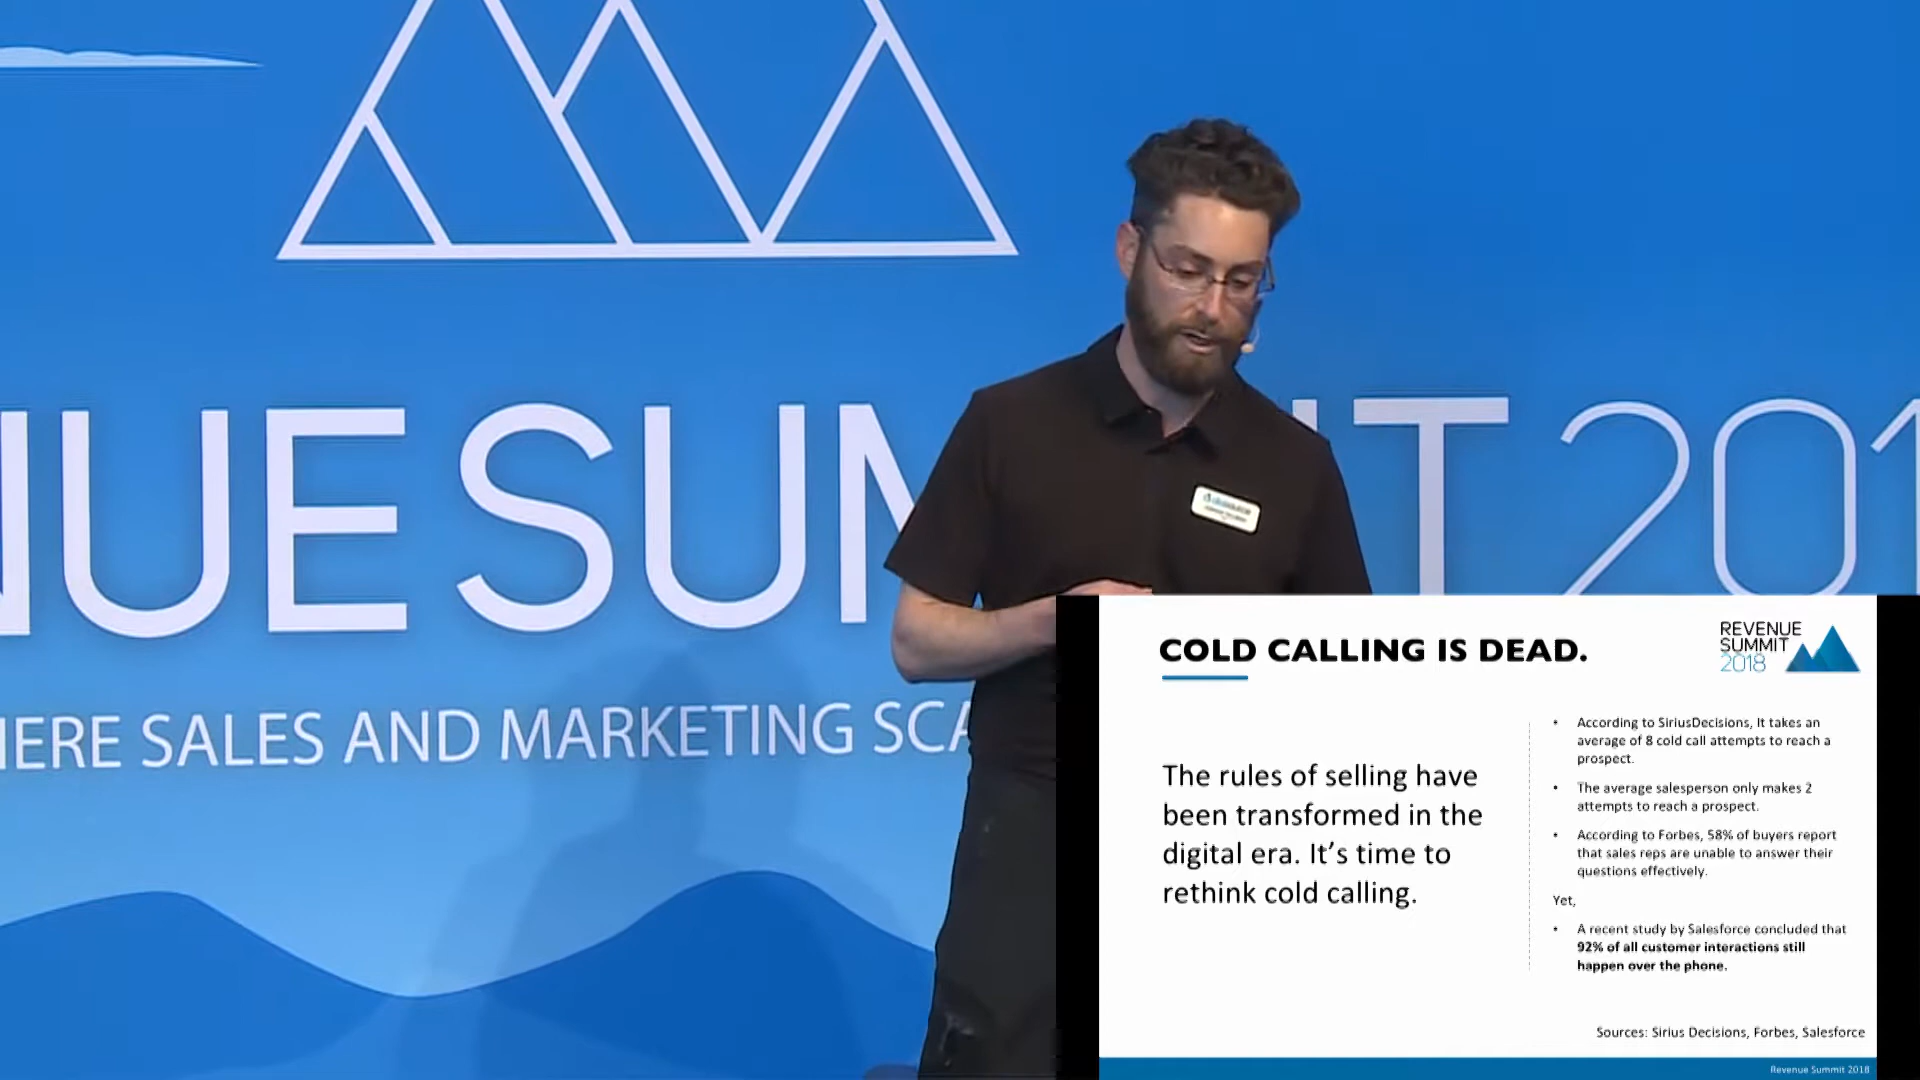 NUE SUM IT 201
HERE SALES AND MARKETING SCA
COLD CALLING IS DEAD.
REVENUE
SUMMIT
2018
The rules of selling have
been transformed in the
digital era. It’s time to
rethink cold calling.
• According to SiriusDecisions, It takes an
average of 8 cold call attempts to reach a
prospect.
• The average salesperson only makes 2
attempts to reach a prospect.
• According to Forbes, 58% of buyers report
that sales reps are unable to answer their
questions effectively.
Yet,
• A recent study by Salesforce concluded that
92% of all customer interactions still
happen over the phone.
Sources: Sirius Decisions, Forbes, Salesforce
Revenue Summit 2018